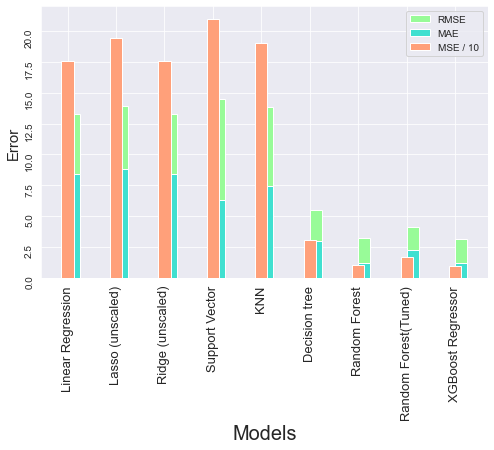 RMSE
MAE
MSE / 10
Error
20.0
17.5
15.0
12.5
10.0
7.5
5.0
2.5
0.0
Linear Regression
Lasso (unscaled)
Ridge (unscaled)
Support Vector
KNN
Decision tree
Random Forest
Random Forest(Tuned)
XGBoost Regressor
Models